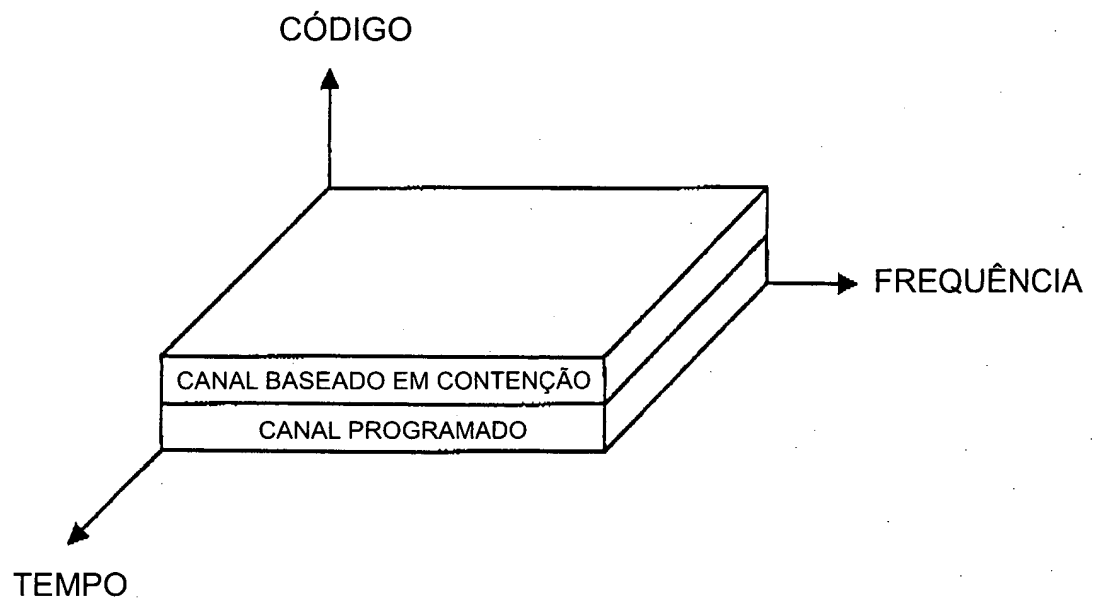 CÓDIGO
FREQUÊNCIA
CANAL BASEADO EM CONTENÇÃO
CANAL PROGRAMADO
TEMPO